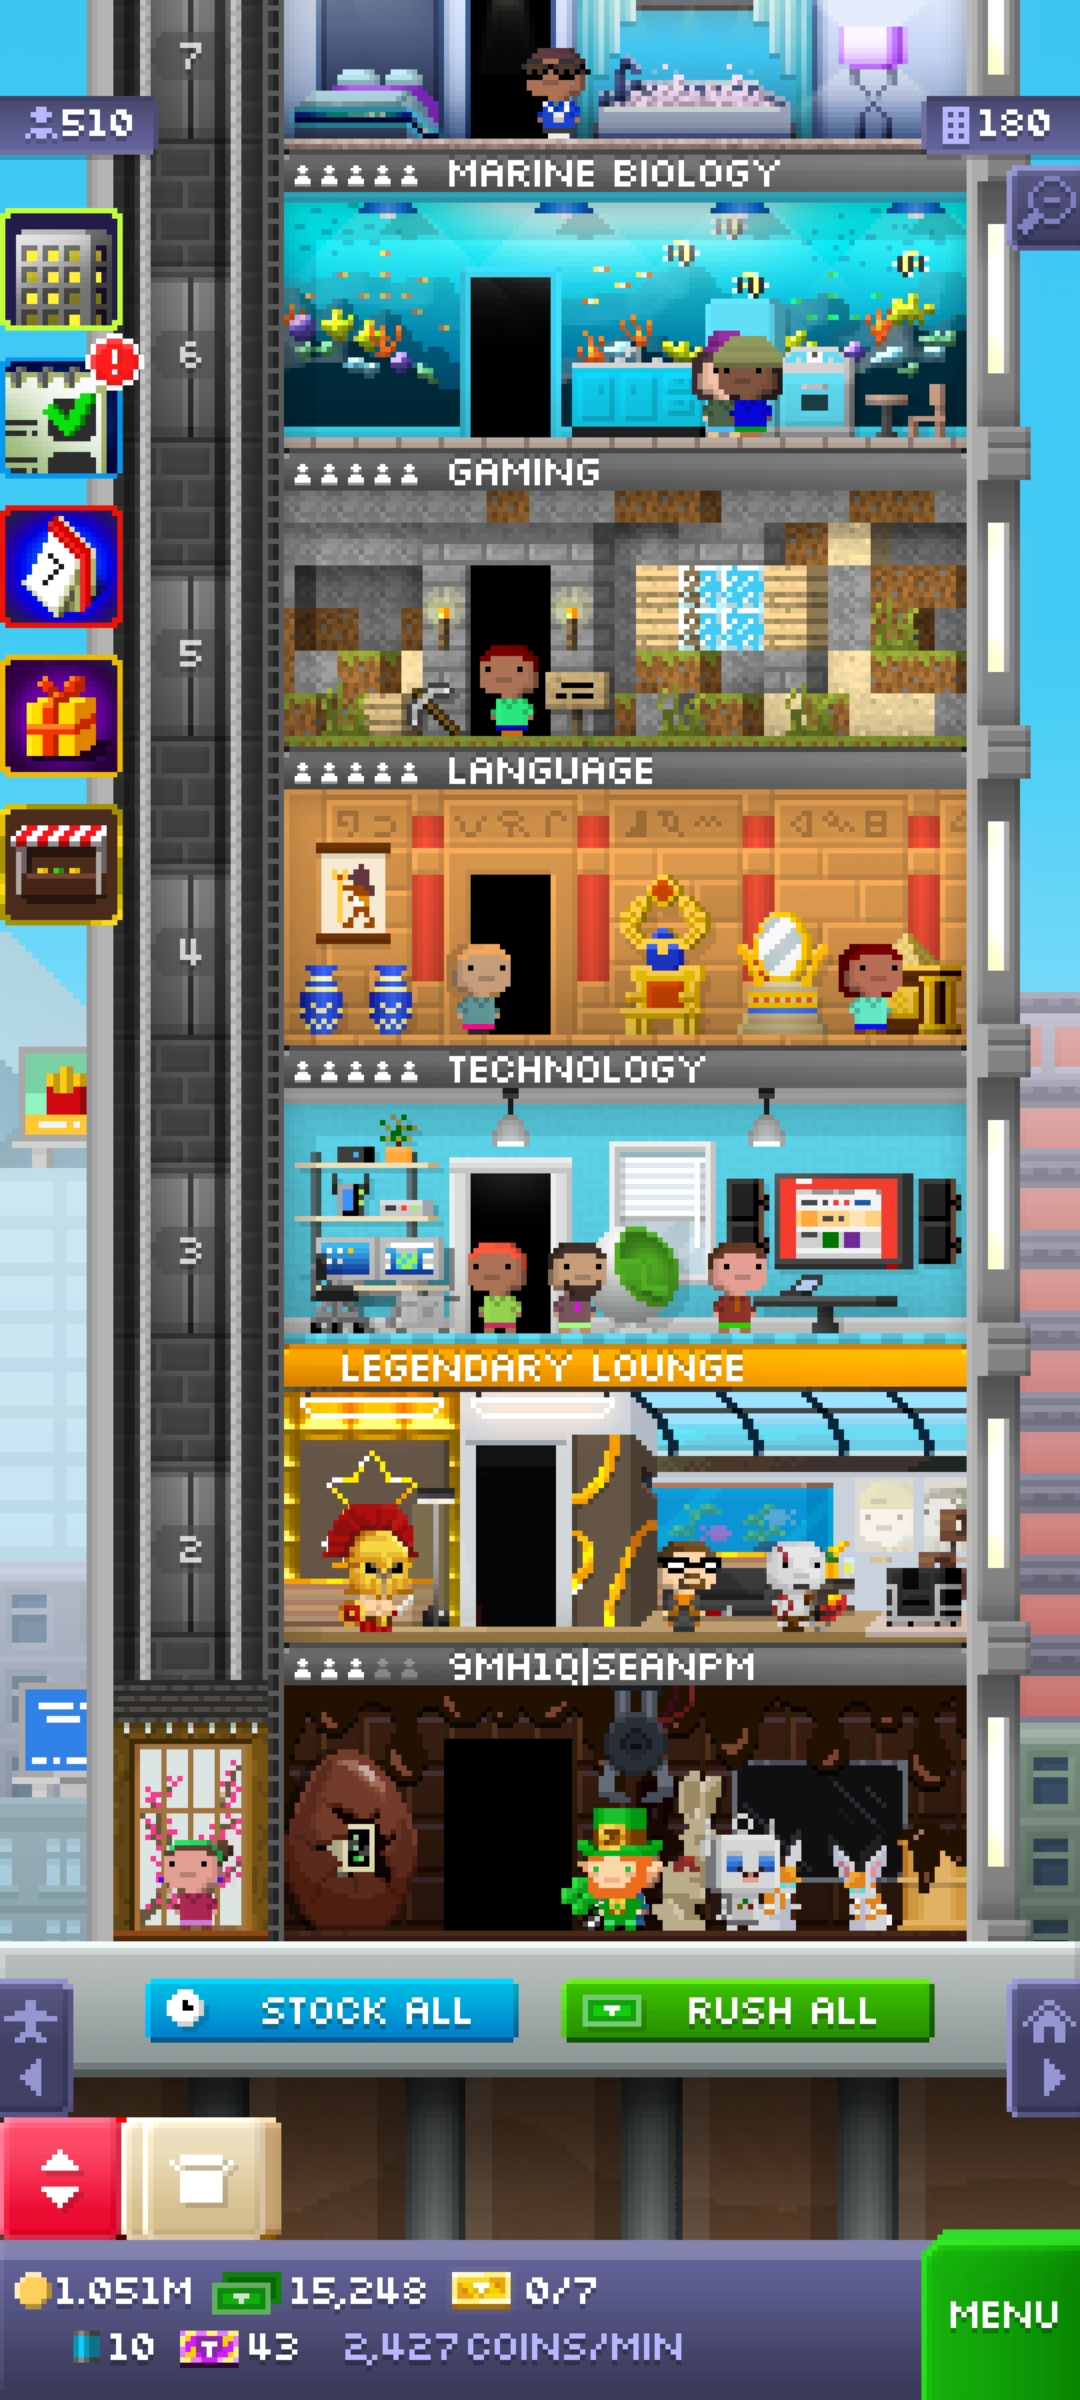 7
510
180
MARINE BIOLOGY
6
GAMING
5
LANGUAGE
4
TECHNOLOGY
3
LEGENDARY LOUNGE
2
9MH1Q|SEANPM
STOCK ALL
RUSH ALL
1.051M 15,248 0/7
10 43 2,427 COINS/MIN
MENU